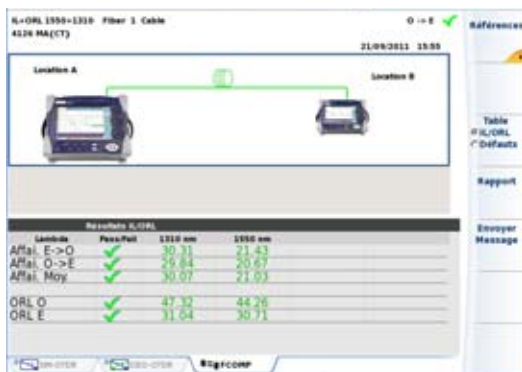 IL+ORL 1550+1310 Fiber 1 Cable
O -> E
4126 MA(CT)
21/09/2011 15:55
Références
Location A
Location B
Table
IL/ORL
Défauts
Rapport
Envoyer
Message
Résultats IL/ORL
Lambda Pass/Fail 1310 nm 1550 nm
Affai. E->O 30.31 21.43
Affai. O->E 29.84 20.67
Affai. Moy. 30.07 21.03
ORL O 47.32 44.26
ORL E 31.04 30.71